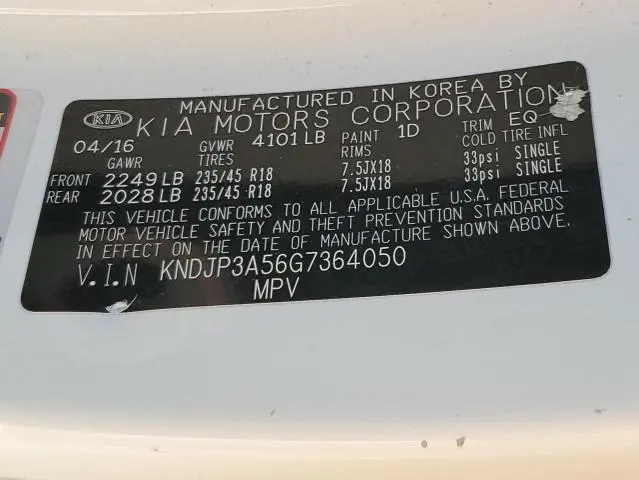 MANUFACTURED IN KOREA BY
KIA KIA MOTORS CORPORATION
04/16 GVWR 4101 LB PAINT 1D TRIM EQ
GAWR TIRES RIMS COLD TIRE INFL
FRONT 2249 LB 235/45 R18 7.5JX18 33psi SINGLE
REAR 2028 LB 235/45 R18 7.5JX18 33psi SINGLE
THIS VEHICLE CONFORMS TO ALL APPLICABLE U.S.A. FEDERAL
MOTOR VEHICLE SAFETY AND THEFT PREVENTION STANDARDS
IN EFFECT ON THE DATE OF MANUFACTURE SHOWN ABOVE.
V.I.N KNDJP3A56G7364050
MPV